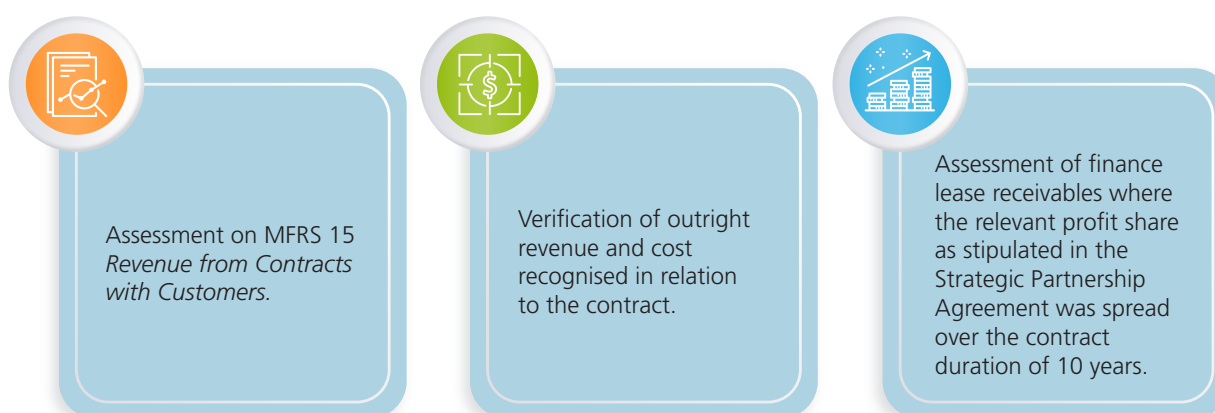 Assessment on MFRS 15
Revenue from Contracts
with Customers.
Verification of outright
revenue and cost
recognised in relation
to the contract.
Assessment of finance
lease receivables where
the relevant profit share
as stipulated in the
Strategic Partnership
Agreement was spread
over the contract
duration of 10 years.